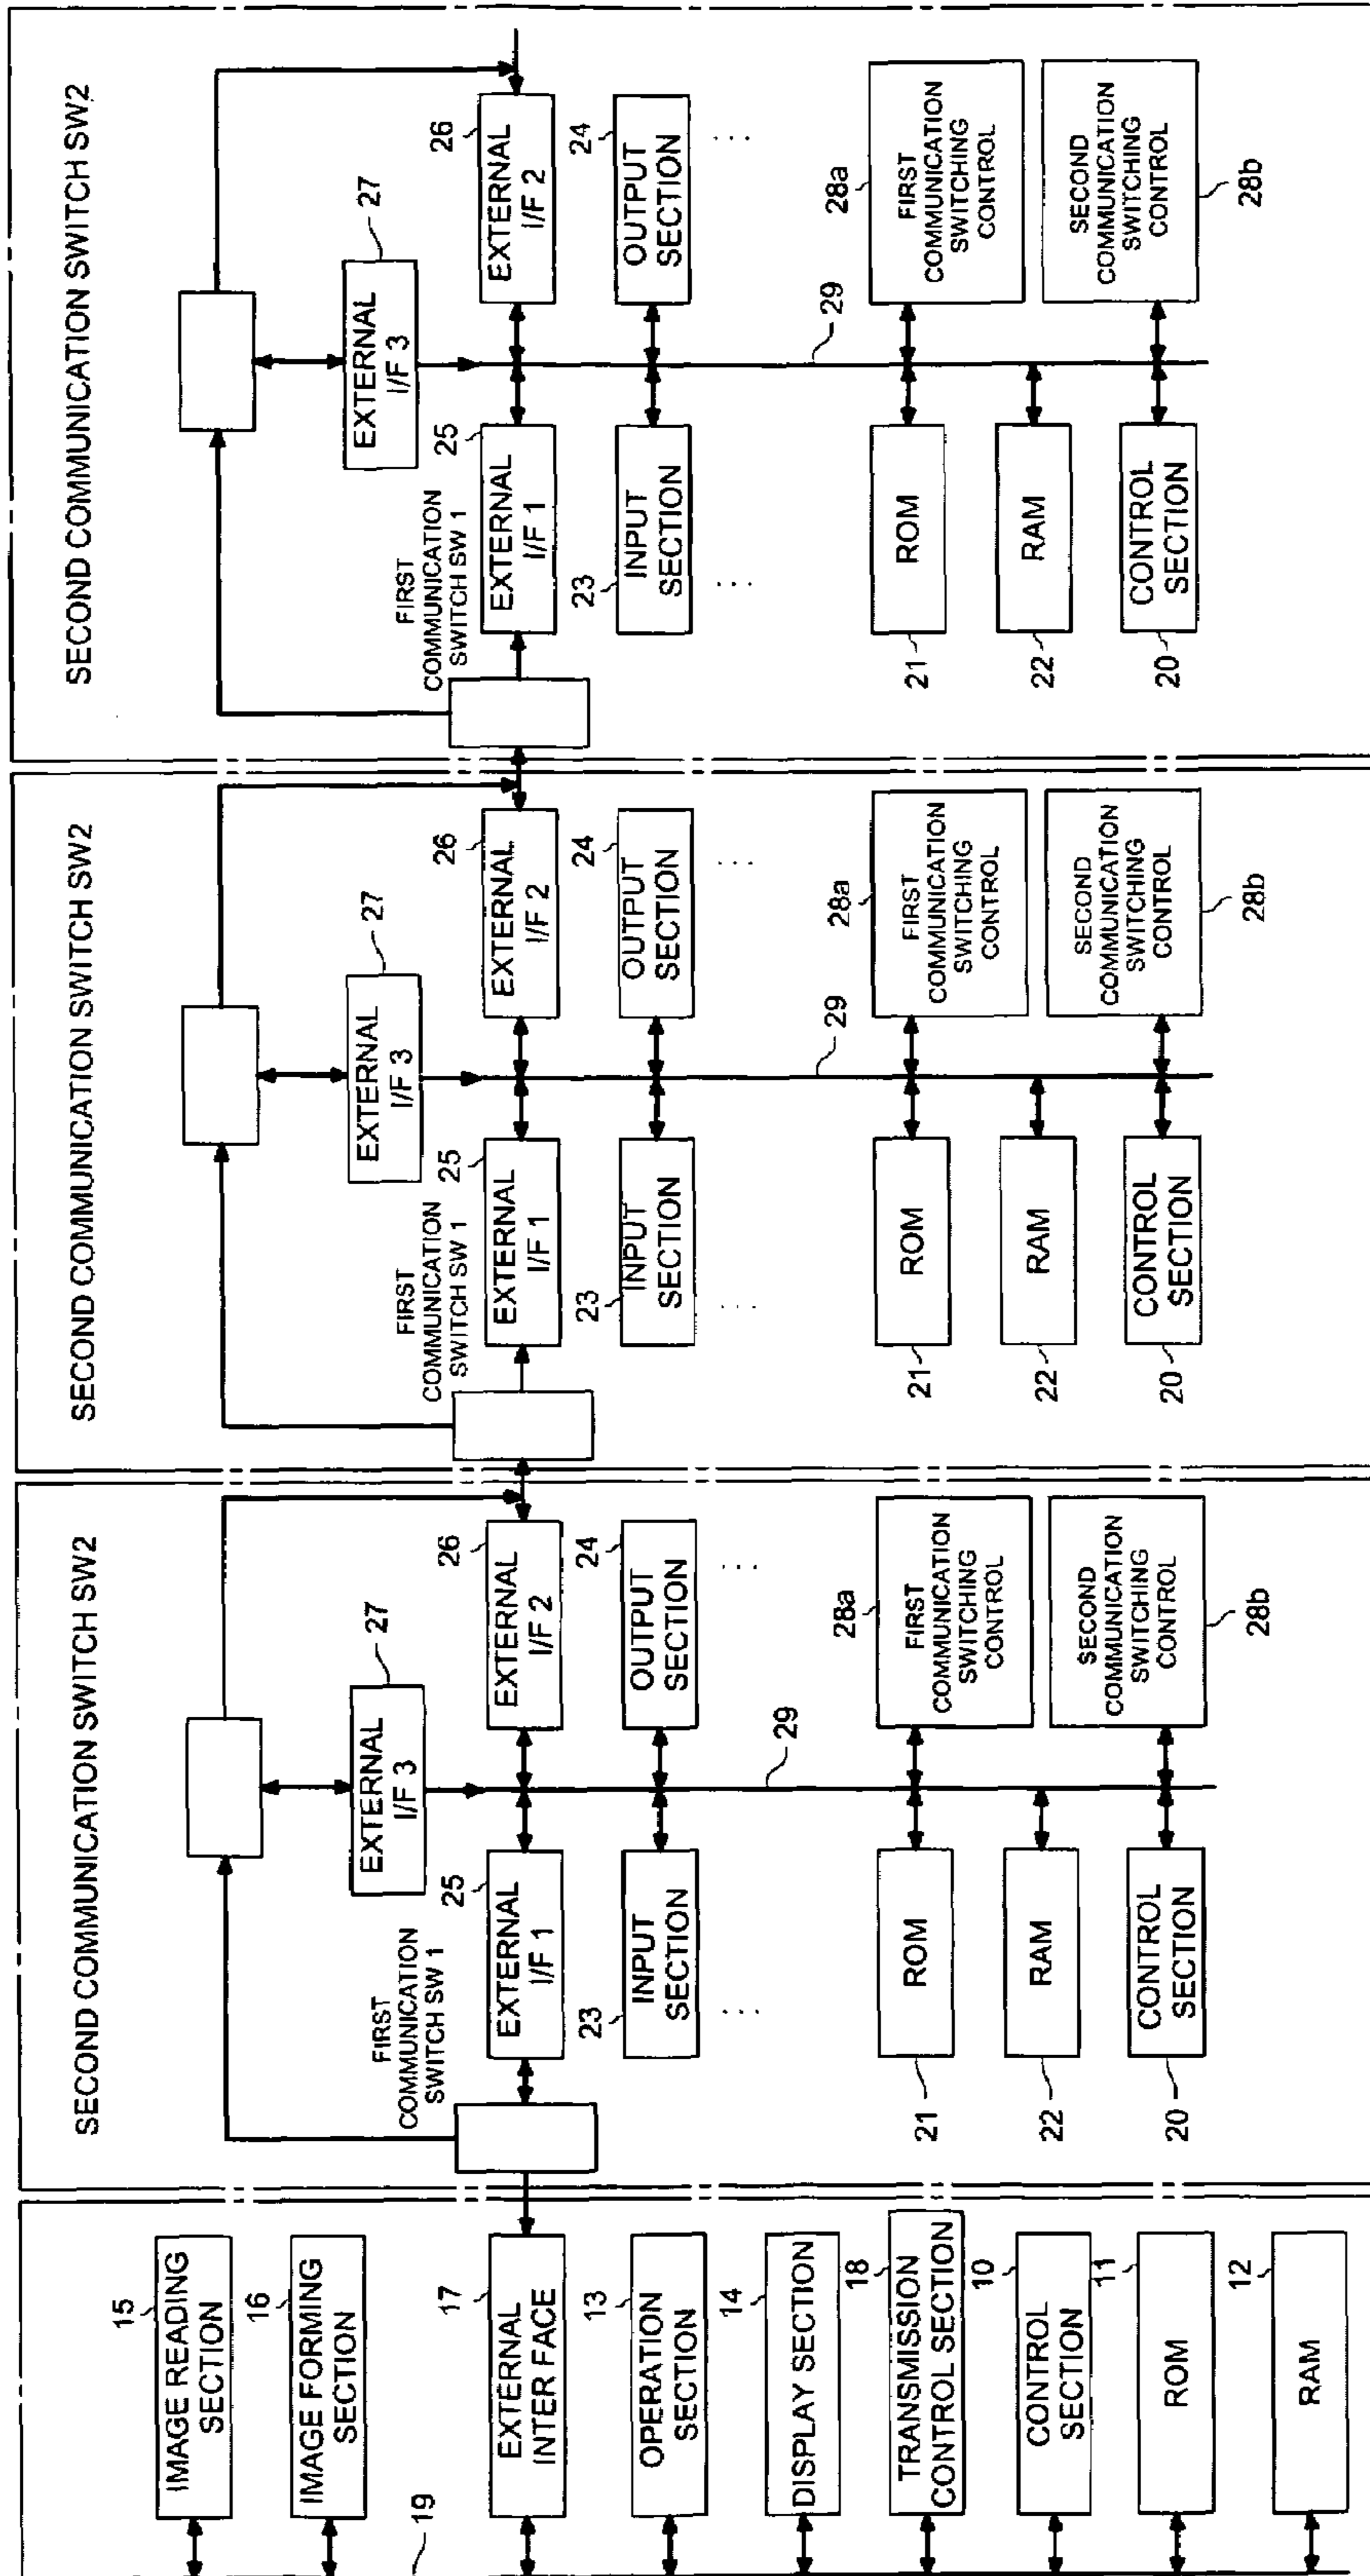 15
IMAGE READING
SECTION
16
IMAGE FORMING
SECTION
17
EXTERNAL
INTER FACE
13
OPERATION
SECTION
14
DISPLAY SECTION
18
TRANSMISSION
CONTROL SECTION
10
CONTROL
SECTION
11
ROM
12
RAM
19
SECOND COMMUNICATION SWITCH SW2
27
EXTERNAL
I/F 3
FIRST
COMMUNICATION
SWITCH SW 1
25
EXTERNAL
I/F 1
26
EXTERNAL
I/F 2
23
INPUT
SECTION
...
24
OUTPUT
SECTION
...
29
28a
FIRST
COMMUNICATION
SWITCHING
CONTROL
ROM
21
RAM
22
SECOND
COMMUNICATION
SWITCHING
CONTROL
28b
CONTROL
SECTION
20
SECOND COMMUNICATION SWITCH SW2
27
EXTERNAL
I/F 3
FIRST
COMMUNICATION
SWITCH SW 1
25
EXTERNAL
I/F 1
26
EXTERNAL
I/F 2
23
INPUT
SECTION
...
24
OUTPUT
SECTION
...
29
28a
FIRST
COMMUNICATION
SWITCHING
CONTROL
ROM
21
RAM
22
SECOND
COMMUNICATION
SWITCHING
CONTROL
28b
CONTROL
SECTION
20
SECOND COMMUNICATION SWITCH SW2
27
EXTERNAL
I/F 3
FIRST
COMMUNICATION
SWITCH SW 1
25
EXTERNAL
I/F 1
26
EXTERNAL
I/F 2
23
INPUT
SECTION
...
24
OUTPUT
SECTION
...
29
28a
FIRST
COMMUNICATION
SWITCHING
CONTROL
ROM
21
RAM
22
SECOND
COMMUNICATION
SWITCHING
CONTROL
28b
CONTROL
SECTION
20